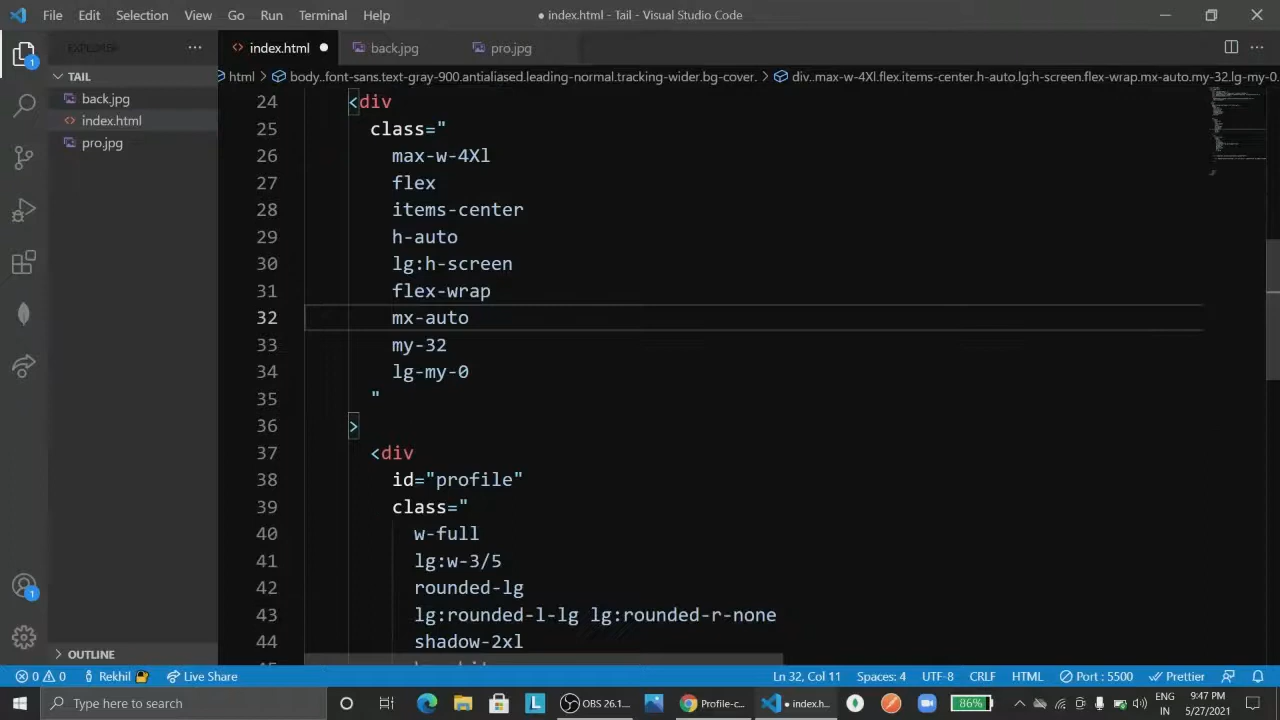 File Edit Selection View Go Run Terminal Help
● index.html - Tail - Visual Studio Code
EXPLORER
index.html
back.jpg
pro.jpg
TAIL
back.jpg
index.html
pro.jpg
OUTLINE
html > body..font-sans.text-gray-900.antialiased.leading-normal.tracking-wider.bg-cover. > div..max-w-4Xl.flex.items-center.h-auto.lg:h-screen.flex-wrap.mx-auto.my-32.lg-my-0.
24 <div
25 class="
26 max-w-4Xl
27 flex
28 items-center
29 h-auto
30 lg:h-screen
31 flex-wrap
32 mx-auto
33 my-32
34 lg-my-0
35 "
36 >
37 <div
38 id="profile"
39 class="
40 w-full
41 lg:w-3/5
42 rounded-lg
43 lg:rounded-l-lg lg:rounded-r-none
44 shadow-2xl
1
1
0 0 Rekhil Live Share
Ln 32, Col 11 Spaces: 4 UTF-8 CRLF HTML Port : 5500 Prettier
Type here to search
L
OBS 26.1...
Profile-c...
● index.h...
86%
ENG
IN
9:47 PM
5/27/2021